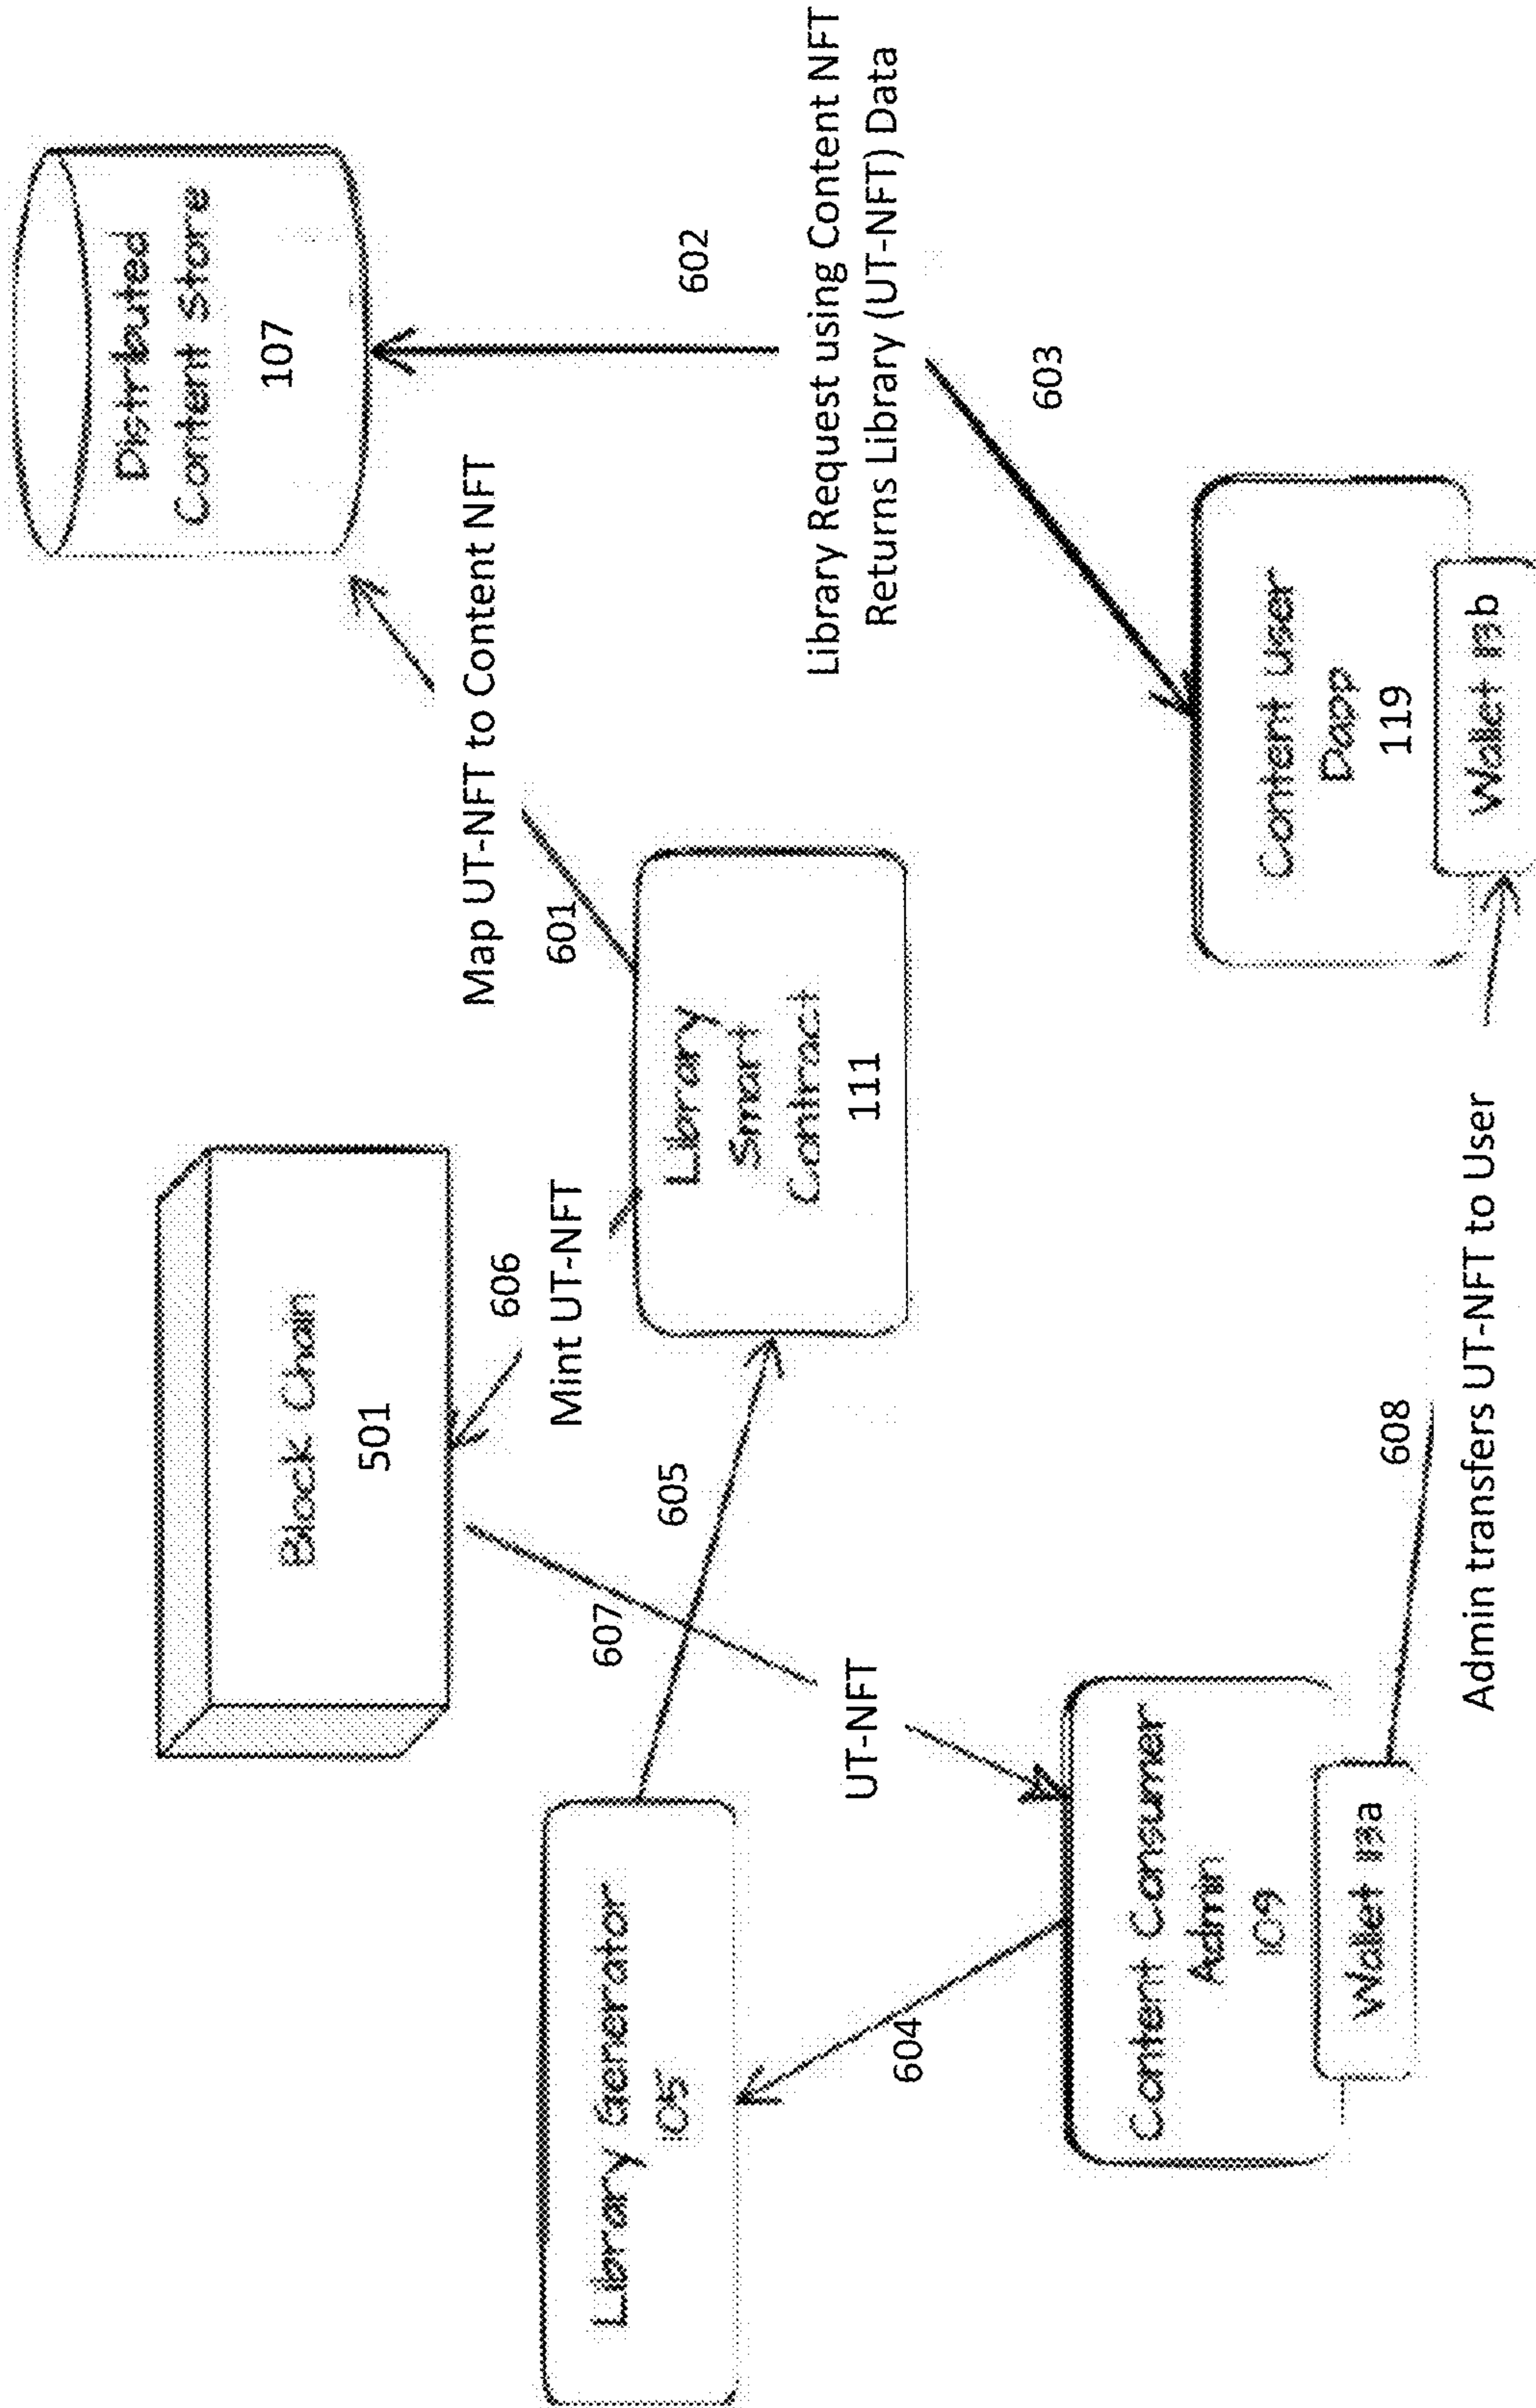 Block Chain
501
Distributed
Content Store
107
Map UT-NFT to Content NFT
606
Mint UT-NFT
601
602
Library Generator
105
607
605
Library
Smart
Contract
111
Library Request using Content NFT
Returns Library (UT-NFT) Data
UT-NFT
604
603
Content Consumer
Admin
109
Wallet 113a
608
Content User
Dapp
119
Wallet 113b
Admin transfers UT-NFT to User